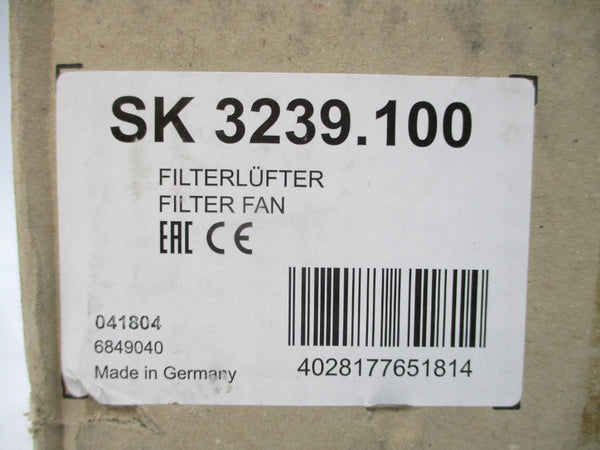 SK 3239.100
FILTERLÜFTER
FILTER FAN
EAC CE
041804
6849040
Made in Germany
4028177651814